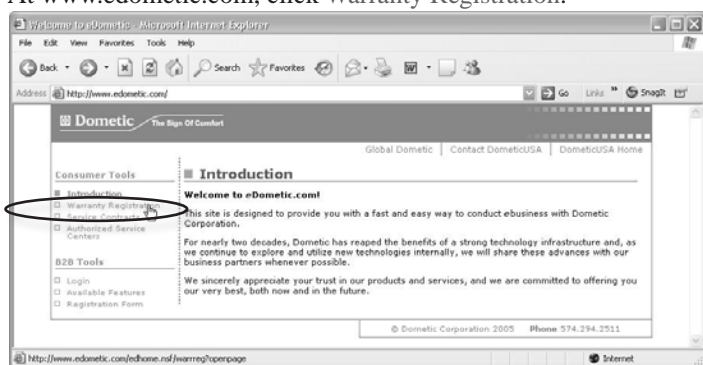 At www.edometic.com, click Warranty Registration.
Welcome to eDometic - Microsoft Internet Explorer
File Edit View Favorites Tools Help
Back Search Favorites
Address http://www.edometic.com/ Go Links » SnagIt
Dometic The Sign Of Comfort
Global Dometic Contact DometicUSA DometicUSA Home
Consumer Tools
Introduction
Warranty Registration
Service Contracts
Authorized Service
Centers
B2B Tools
Login
Available Features
Registration Form
Introduction
Welcome to eDometic.com!
This site is designed to provide you with a fast and easy way to conduct ebusiness with Dometic
Corporation.
For nearly two decades, Dometic has reaped the benefits of a strong technology infrastructure and, as
we continue to explore and utilize new technologies internally, we will share these advances with our
business partners whenever possible.
We sincerely appreciate your trust in our products and services, and we are committed to offering you
our very best, both now and in the future.
© Dometic Corporation 2005 Phone 574.294.2511
http://www.edometic.com/edhome.nsf/warrreg?openpage Internet